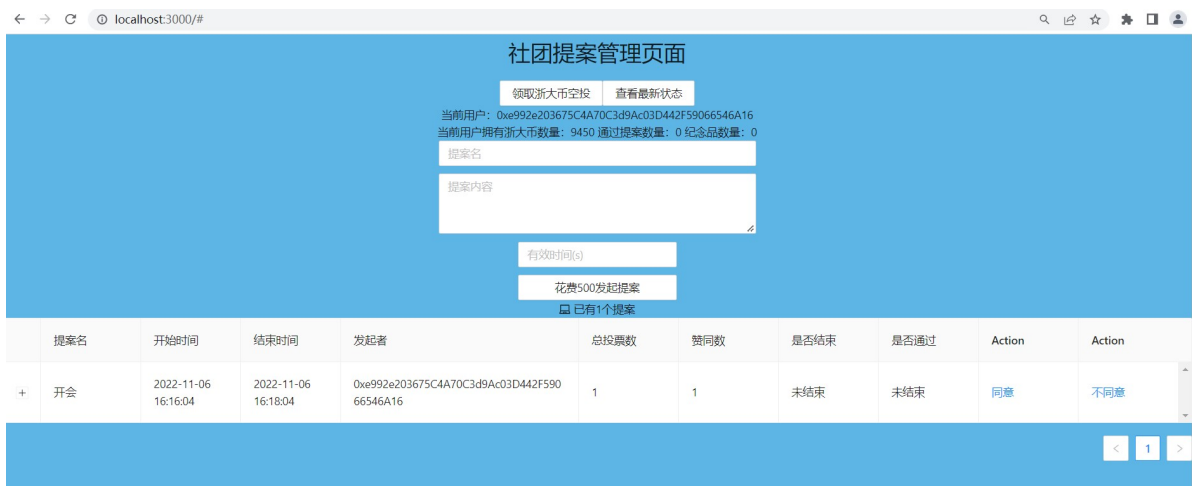 localhost:3000/#
社团提案管理页面
领取浙大币空投 查看最新状态
当前用户：0xe992e203675C4A70C3d9Ac03D442F59066546A16
当前用户拥有浙大币数量：9450 通过提案数量：0 纪念品数量：0
提案名
提案内容
有效时间(s)
花费500发起提案
已有1个提案
提案名 开始时间 结束时间 发起者 总投票数 赞同数 是否结束 是否通过 Action Action
+ 开会 2022-11-06 16:16:04 2022-11-06 16:18:04 0xe992e203675C4A70C3d9Ac03D442F59066546A16 1 1 未结束 未结束 同意 不同意
< 1 >